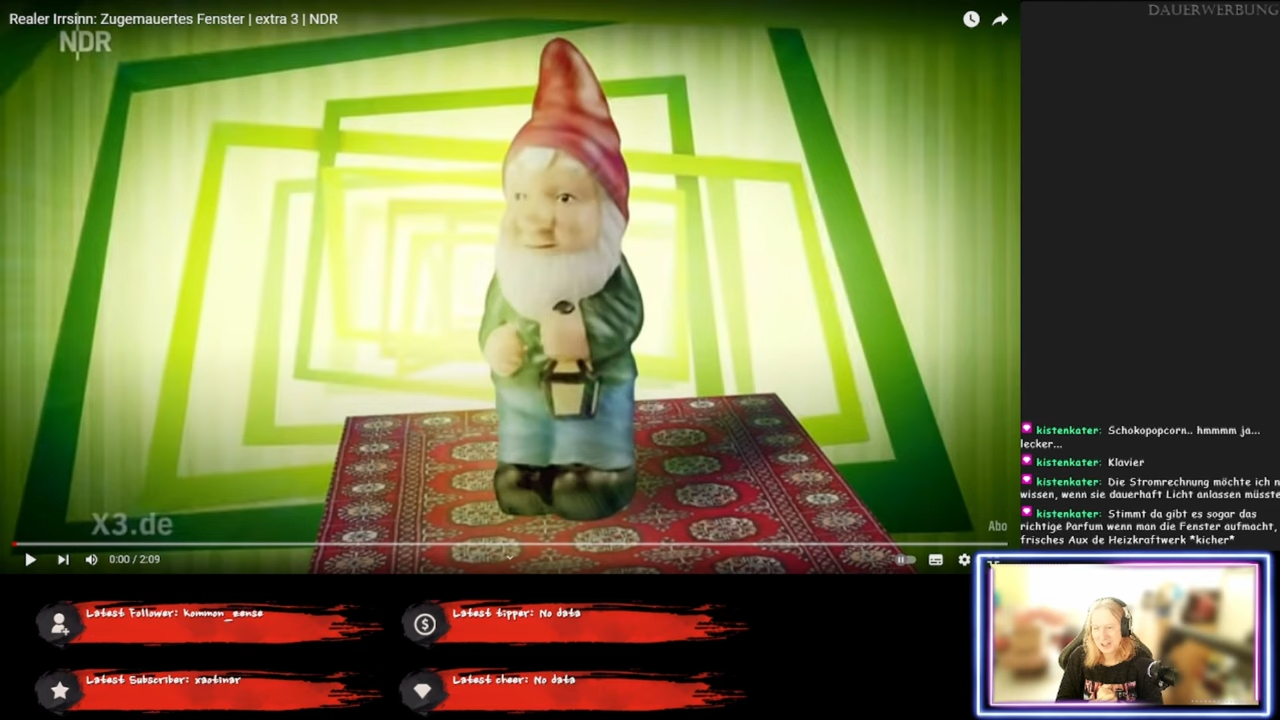 Realer Irrsinn: Zugemauertes Fenster | extra 3 | NDR
DAUERWERBUNG
NDR
X3.de
Abo
0:00 / 2:09
kistenkater: Schokopopcorn.. hmmmm ja...
lecker...
kistenkater: Klavier
kistenkater: Die Stromrechnung möchte ich n
wissen, wenn sie dauerhaft Licht anlassen müsste
kistenkater: Stimmt da gibt es sogar das
richtige Parfum wenn man die Fenster aufmacht,
frisches Aux de Heizkraftwerk *kicher*
Latest Follower: Kommon_sense
Latest tipper: No data
Latest Subscriber: xaotinar
Latest cheer: No data